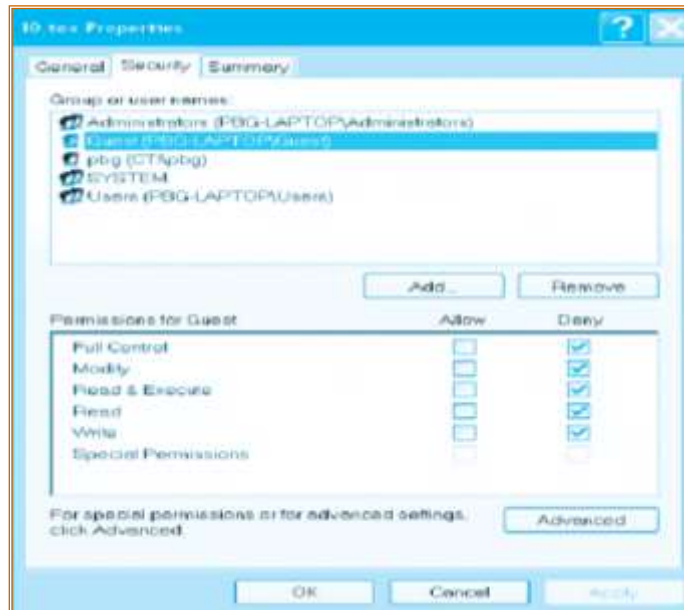 10.tex Properties
General Security Summary
Group or user names:
Administrators (PBG-LAPTOP\Administrators)
Guest (PBG-LAPTOP\Guest)
pbg (CTI\pbg)
SYSTEM
Users (PBG-LAPTOP\Users)
Add... Remove
Permissions for Guest Allow Deny
Full Control
Modify
Read & Execute
Read
Write
Special Permissions
For special permissions or for advanced settings,
click Advanced.
Advanced
OK Cancel Apply